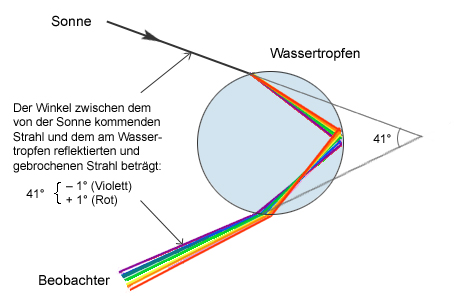 Sonne
Wassertropfen
Der Winkel zwischen dem
von der Sonne kommenden
Strahl und dem am Wasser-
tropfen reflektierten und
gebrochenen Strahl beträgt:
41° { – 1° (Violett)
+ 1° (Rot)
41°
Beobachter